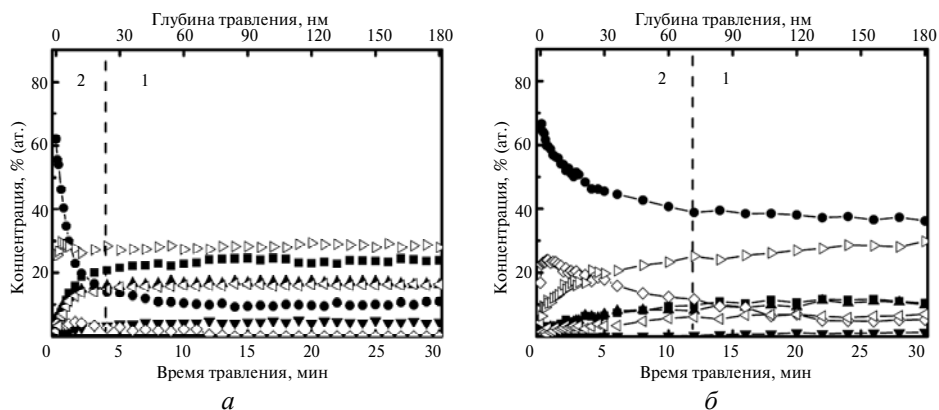 Глубина травления, нм
0 30 60 90 120 150 180
2 1
80
60
40
20
0 5 10 15 20 25 30
Концентрация, % (ат.)
Время травления, мин
а
Глубина травления, нм
0 30 60 90 120 150 180
2 1
80
60
40
20
0 5 10 15 20 25 30
Концентрация, % (ат.)
Время травления, мин
б